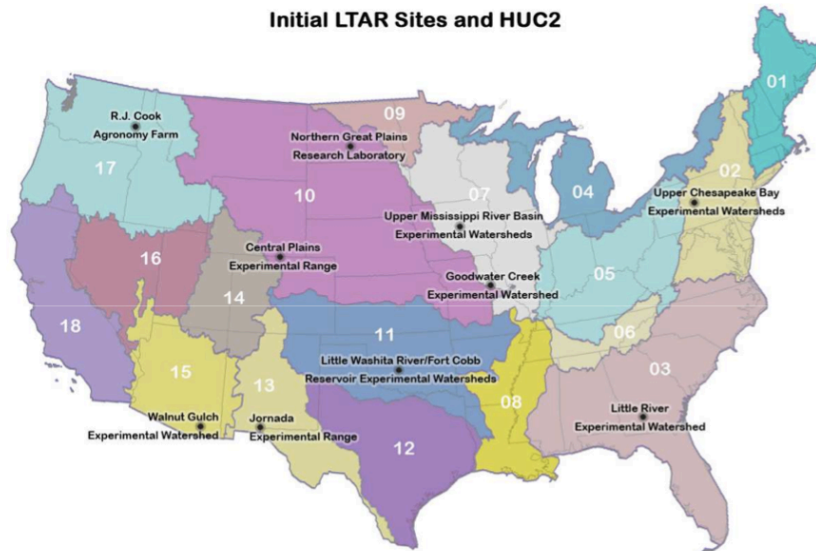 Initial LTAR Sites and HUC2
01
R.J. Cook
Agronomy Farm
09
Northern Great Plains
Research Laboratory
17
02
10
07
04
Upper Chesapeake Bay
Experimental Watersheds
Upper Mississippi River Basin
Experimental Watersheds
Central Plains
Experimental Range
16
05
Goodwater Creek
Experimental Watershed
14
18
11
06
Little Washita River/Fort Cobb
Reservoir Experimental Watersheds
15
13
03
08
Walnut Gulch
Experimental Watershed
Jornada
Experimental Range
Little River
Experimental Watershed
12